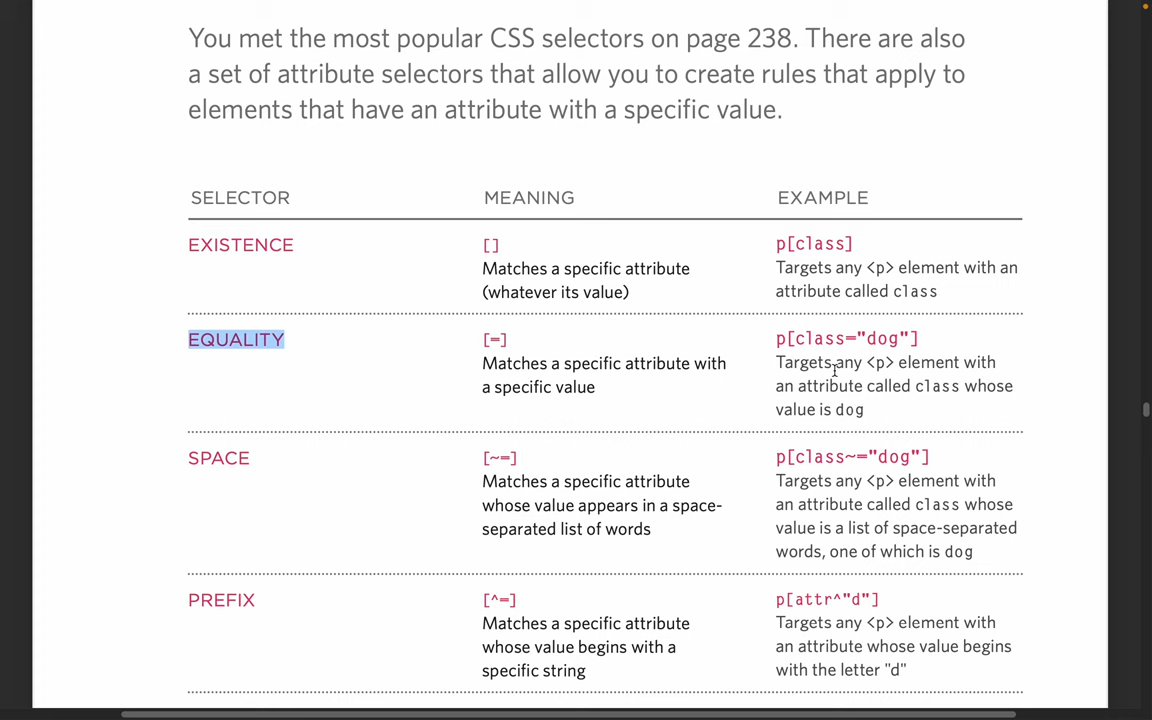 You met the most popular CSS selectors on page 238. There are also
a set of attribute selectors that allow you to create rules that apply to
elements that have an attribute with a specific value.
SELECTOR MEANING EXAMPLE
EXISTENCE [] p[class]
Matches a specific attribute Targets any <p> element with an
(whatever its value) attribute called class
EQUALITY [=] p[class="dog"]
Matches a specific attribute with Targets any <p> element with
a specific value an attribute called class whose
value is dog
SPACE [~=] p[class~="dog"]
Matches a specific attribute Targets any <p> element with
whose value appears in a space- an attribute called class whose
separated list of words value is a list of space-separated
words, one of which is dog
PREFIX [^=] p[attr^"d"]
Matches a specific attribute Targets any <p> element with
whose value begins with a an attribute whose value begins
specific string with the letter "d"